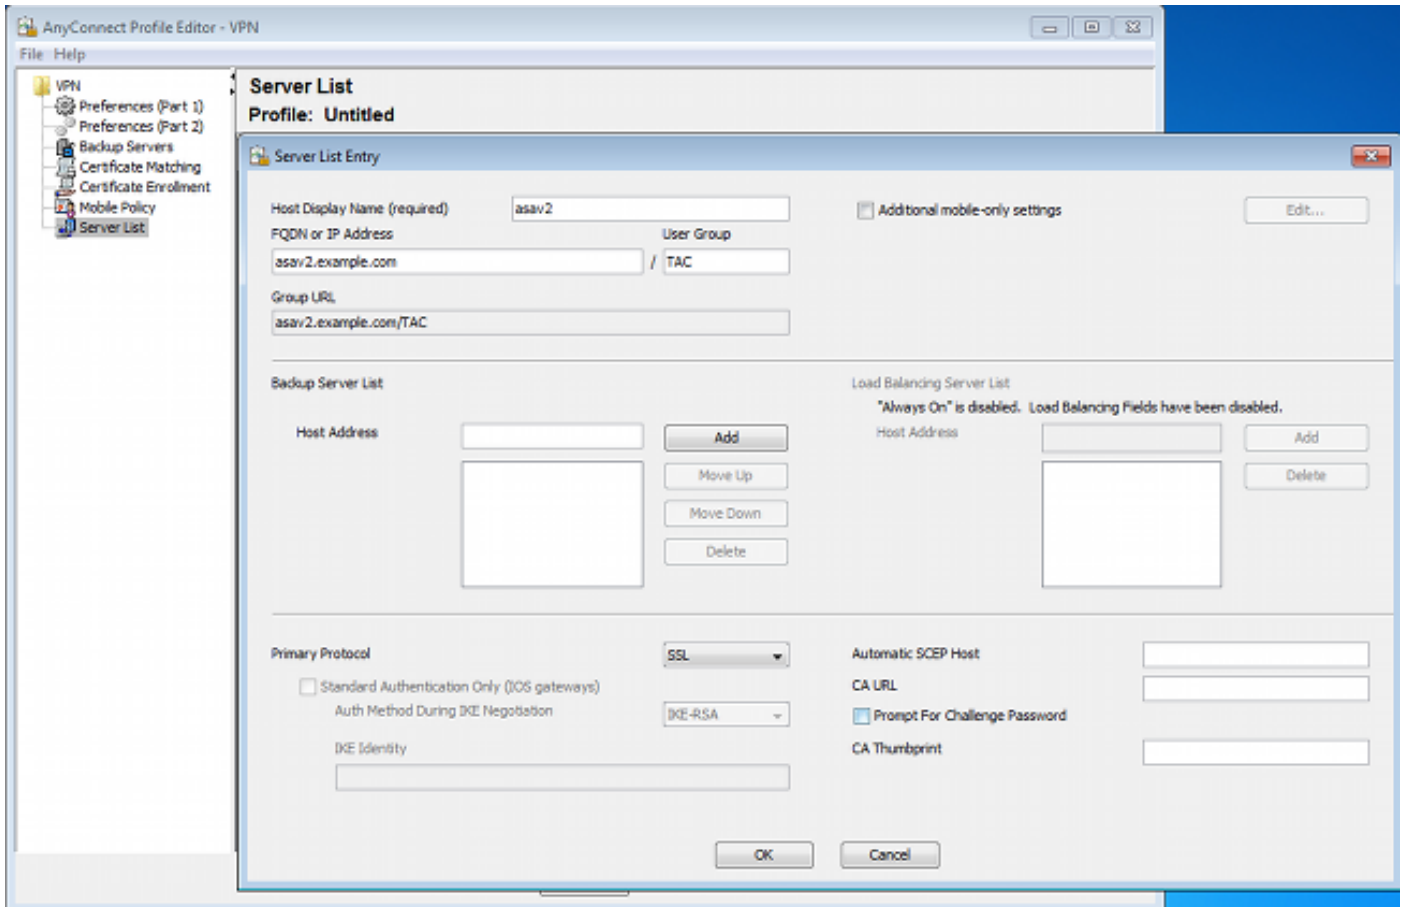 AnyConnect Profile Editor - VPN
File Help
VPN
Preferences (Part 1)
Preferences (Part 2)
Backup Servers
Certificate Matching
Certificate Enrollment
Mobile Policy
Server List
Server List
Profile: Untitled
Server List Entry
Host Display Name (required) asav2 Additional mobile-only settings Edit...
FQDN or IP Address User Group
asav2.example.com / TAC
Group URL
asav2.example.com/TAC
Backup Server List Load Balancing Server List
"Always On" is disabled. Load Balancing Fields have been disabled.
Host Address Add Host Address Add
Move Up Delete
Move Down
Delete
Primary Protocol SSL Automatic SCEP Host
Standard Authentication Only (IOS gateways) CA URL
Auth Method During IKE Negotiation IKE-RSA Prompt For Challenge Password
IKE Identity CA Thumbprint
OK Cancel